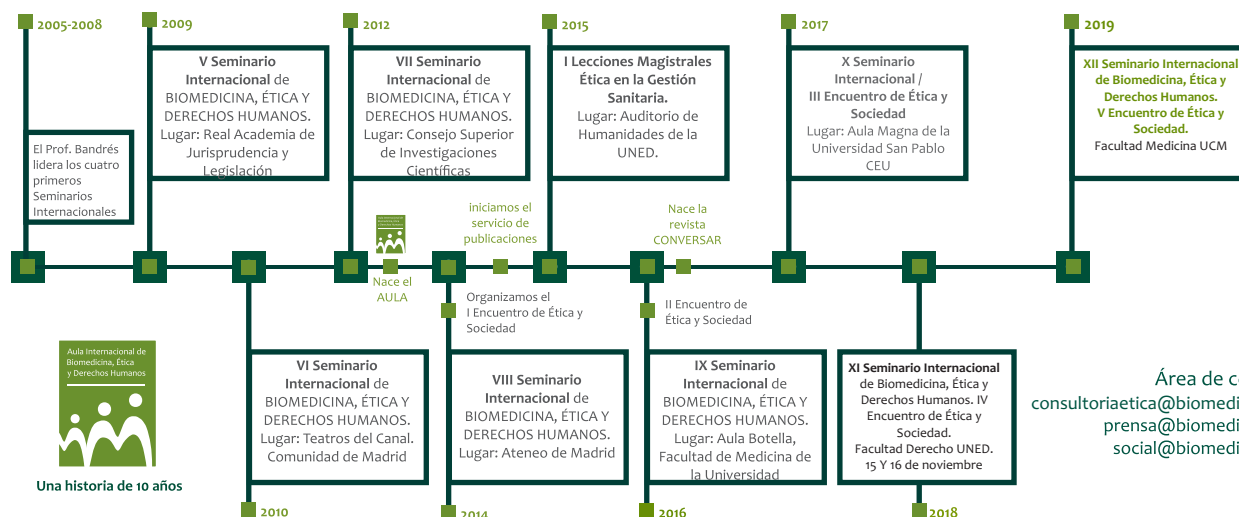 2005-2008
El Prof. Bandrés
lidera los cuatro
primeros
Seminarios
Internacionales
2009
V Seminario
Internacional de
BIOMEDICINA, ÉTICA Y
DERECHOS HUMANOS.
Lugar: Real Academia de
Jurisprudencia y
Legislación
2012
VII Seminario
Internacional de
BIOMEDICINA, ÉTICA Y
DERECHOS HUMANOS.
Lugar: Consejo Superior
de Investigaciones
Científicas
2015
I Lecciones Magistrales
Ética en la Gestión
Sanitaria.
Lugar: Auditorio de
Humanidades de la
UNED.
2017
X Seminario
Internacional /
III Encuentro de Ética y
Sociedad
Lugar: Aula Magna de la
Universidad San Pablo
CEU
2019
XII Seminario Internacional
de Biomedicina, Ética y
Derechos Humanos.
V Encuentro de Ética y
Sociedad.
Facultad Medicina UCM
Nace el
AULA
iniciamos el
servicio de
publicaciones
Nace la
revista
CONVERSAR
Organizamos el
I Encuentro de Ética y
Sociedad
II Encuentro de
Ética y Sociedad
Aula Internacional de
Biomedicina, Ética
y Derechos Humanos
Una historia de 10 años
VI Seminario
Internacional de
BIOMEDICINA, ÉTICA Y
DERECHOS HUMANOS.
Lugar: Teatros del Canal.
Comunidad de Madrid
2010
VIII Seminario
Internacional de
BIOMEDICINA, ÉTICA Y
DERECHOS HUMANOS.
Lugar: Ateneo de Madrid
2014
IX Seminario
Internacional de
BIOMEDICINA, ÉTICA Y
DERECHOS HUMANOS.
Lugar: Aula Botella,
Facultad de Medicina de
la Universidad
2016
XI Seminario Internacional
de Biomedicina, Ética y
Derechos Humanos. IV
Encuentro de Ética y
Sociedad.
Facultad Derecho UNED.
15 Y 16 de noviembre
2018
Área de c
consultoriaetica@biomedi
prensa@biomedi
social@biomedi